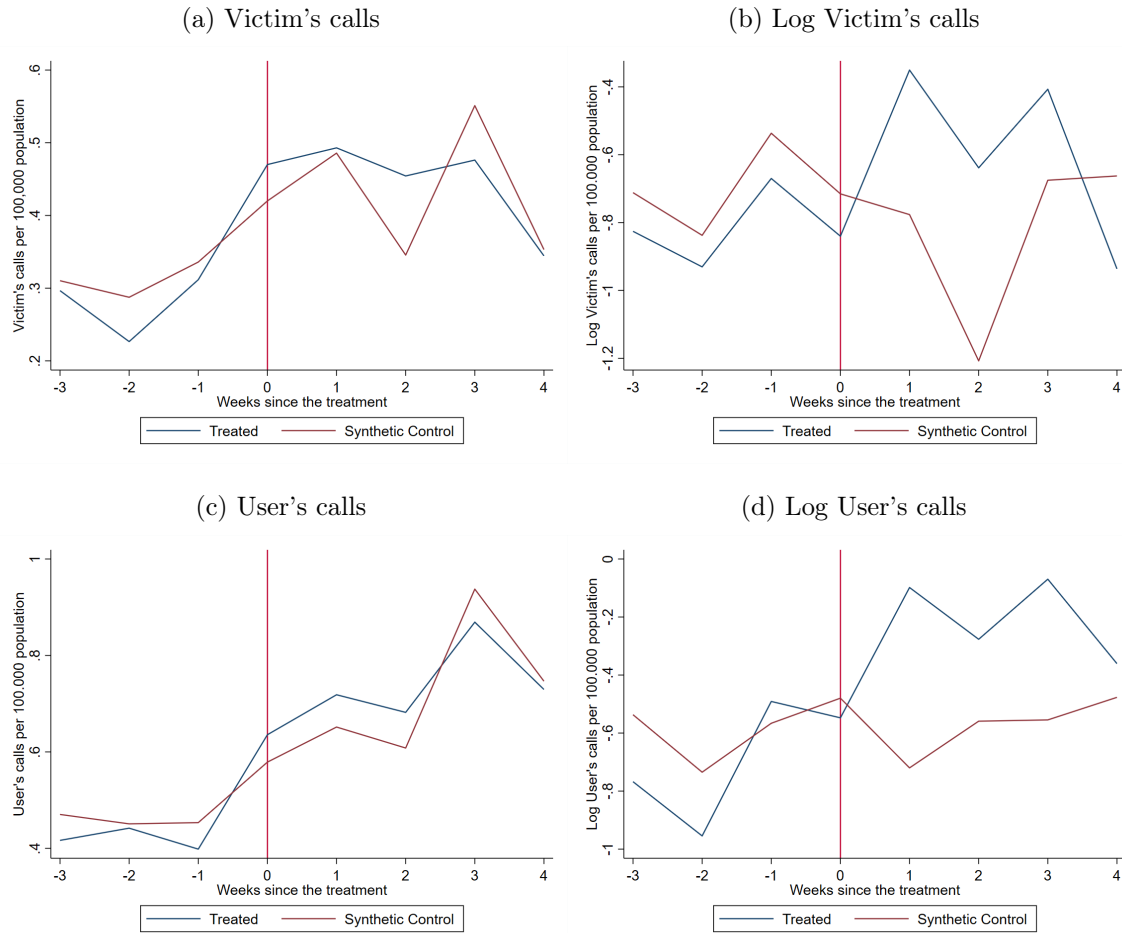 (a) Victim's calls
Victim's calls per 100,000 population
.6
.5
.4
.3
.2
-3 -2 -1 0 1 2 3 4
Weeks since the treatment
Treated Synthetic Control
(b) Log Victim's calls
Log Victim's calls per 100.000 population
-.4
-.6
-.8
-1
-1.2
-3 -2 -1 0 1 2 3 4
Weeks since the treatment
Treated Synthetic Control
(c) User's calls
User's calls per 100.000 population
1
.8
.6
.4
-3 -2 -1 0 1 2 3 4
Weeks since the treatment
Treated Synthetic Control
(d) Log User's calls
Log User's calls per 100.000 population
0
-.2
-.4
-.6
-.8
-1
-3 -2 -1 0 1 2 3 4
Weeks since the treatment
Treated Synthetic Control